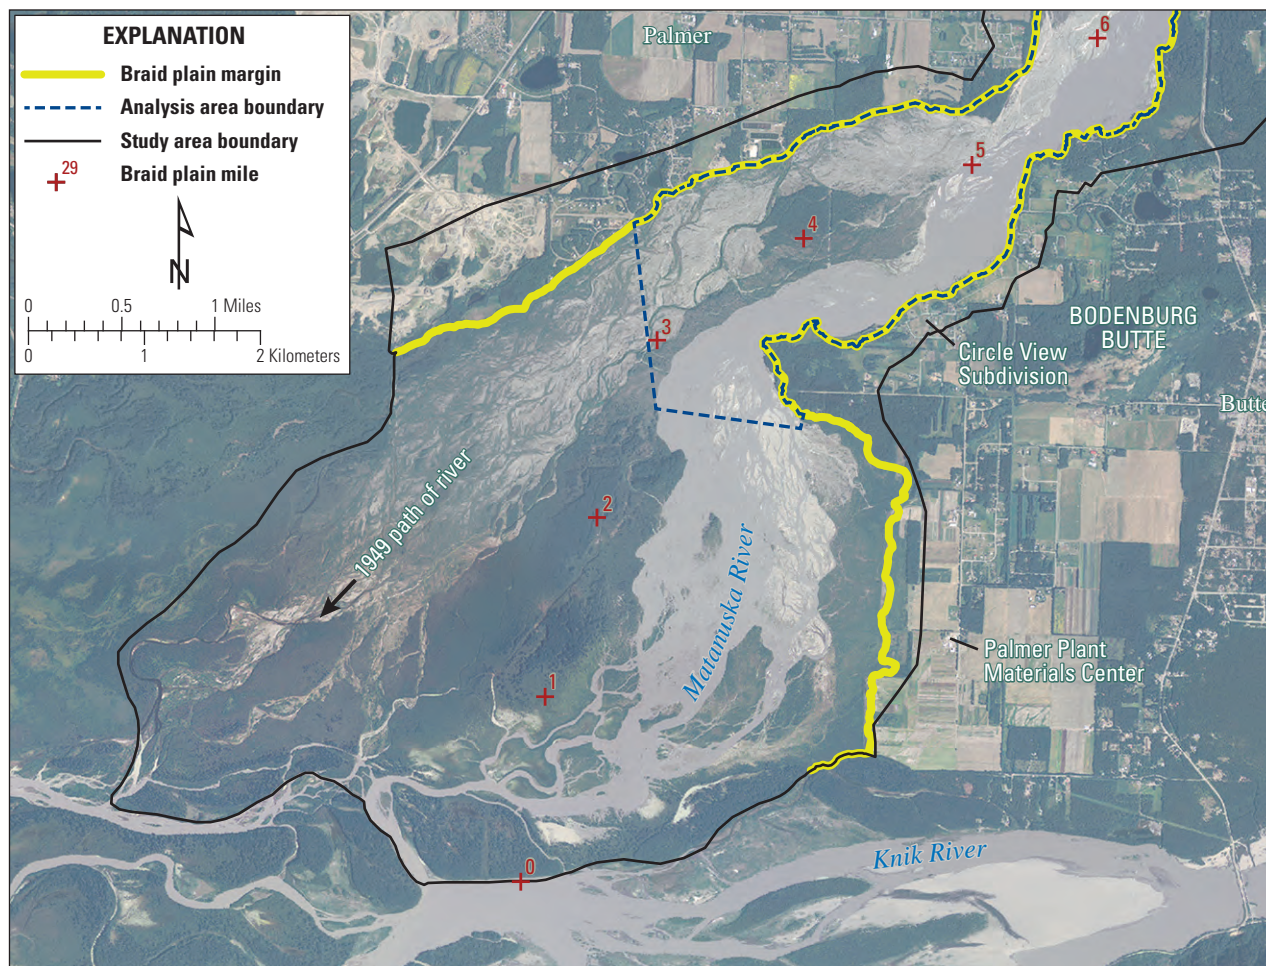 EXPLANATION
Braid plain margin
Analysis area boundary
Study area boundary
29
Braid plain mile
N
0 0.5 1 Miles
0 1 2 Kilometers
Palmer
6
5
4
3
BODENBURG
BUTTE
Circle View
Subdivision
Butte
2
1949 path of river
Matanuska River
Palmer Plant
Materials Center
1
Knik River
0